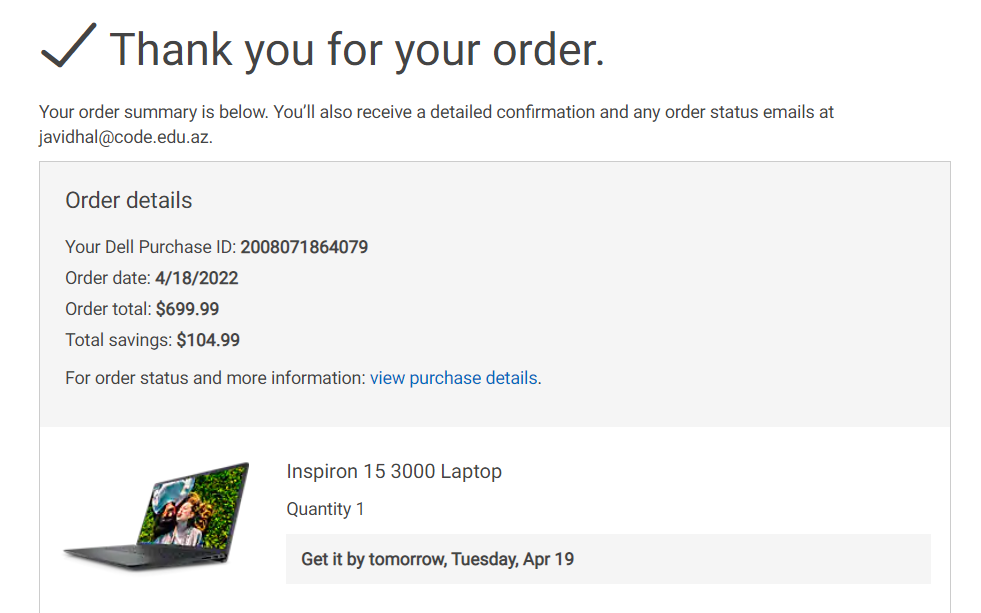 Thank you for your order.
Your order summary is below. You’ll also receive a detailed confirmation and any order status emails at
javidhal@code.edu.az.
Order details
Your Dell Purchase ID: 2008071864079
Order date: 4/18/2022
Order total: $699.99
Total savings: $104.99
For order status and more information: view purchase details.
Inspiron 15 3000 Laptop
Quantity 1
Get it by tomorrow, Tuesday, Apr 19